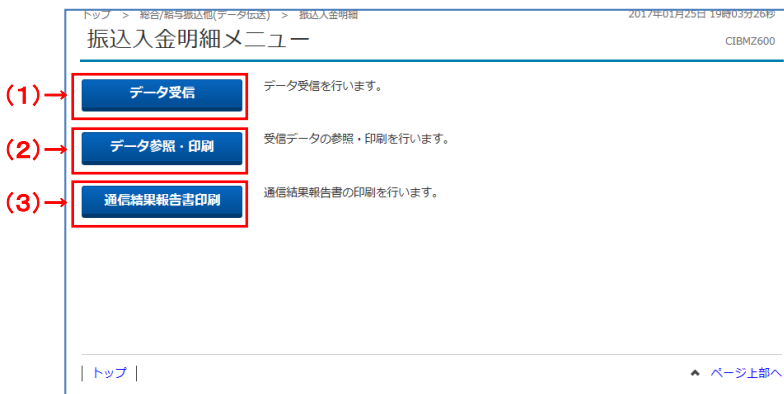 トップ > 総合/給与振込他(データ伝送) > 振込入金明細 2017年01月25日 19時03分26秒
振込入金明細メニュー CIBMZ600
(1)→ データ受信 データ受信を行います。
(2)→ データ参照・印刷 受信データの参照・印刷を行います。
(3)→ 通信結果報告書印刷 通信結果報告書の印刷を行います。
| トップ | ページ上部へ